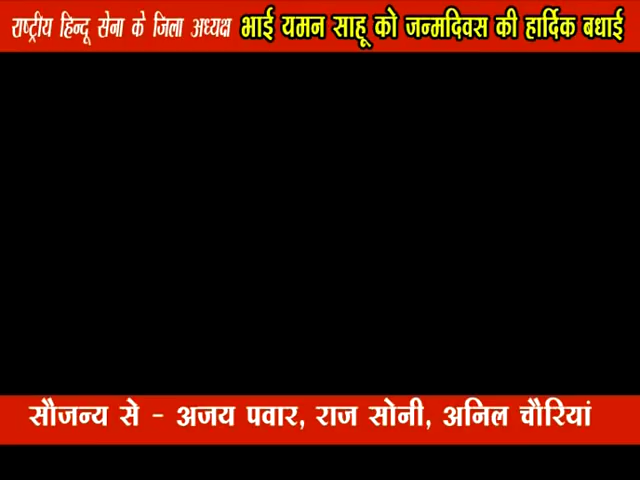 राष्ट्रीय हिन्दू सेना के जिला अध्यक्ष भाई यमन साहू को जन्मदिवस की हार्दिक बधाई
सौजन्य से - अजय पवार, राज सोनी, अनिल चौरियां